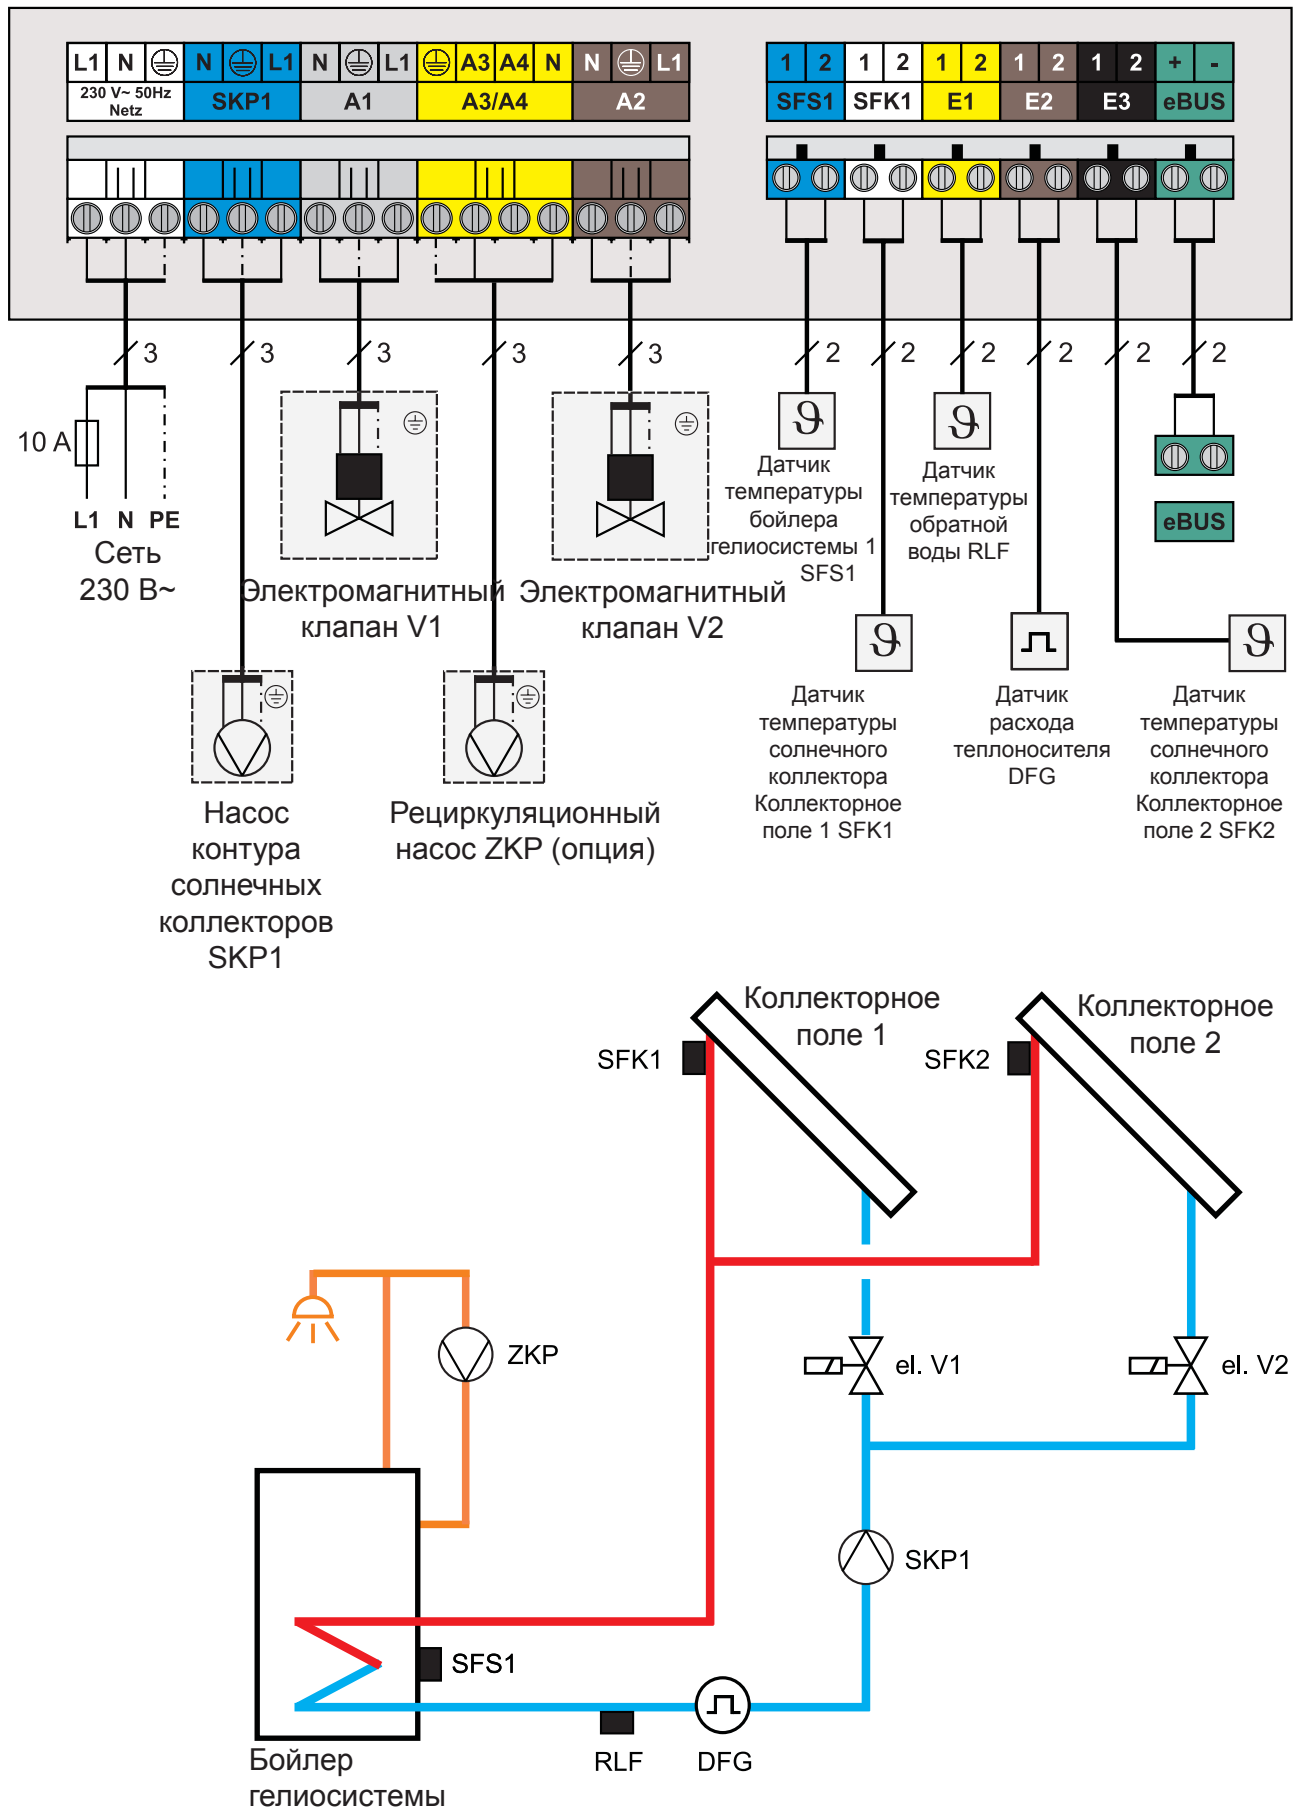 L1 N N L1 N L1 A3 A4 N N L1 1 2 1 2 1 2 1 2 1 2 + -
230 V~ 50Hz
Netz
SKP1 A1 A3/A4 A2 SFS1 SFK1 E1 E2 E3 eBUS
3 3 3 3 3 2 2 2 2 2 2
10 A
L1 N PE
Сеть
230 В~
Электромагнитный
клапан V1
Электромагнитный
клапан V2
Датчик
температуры
бойлера
гелиосистемы 1
SFS1
Датчик
температуры
обратной
воды RLF
eBUS
Насос
контура
солнечных
коллекторов
SKP1
Рециркуляционный
насос ZKP (опция)
Датчик
температуры
солнечного
коллектора
Коллекторное
поле 1 SFK1
Датчик
расхода
теплоносителя
DFG
Датчик
температуры
солнечного
коллектора
Коллекторное
поле 2 SFK2
Коллекторное
поле 1
Коллекторное
поле 2
SFK1
SFK2
ZKP
el. V1
el. V2
SKP1
SFS1
RLF
DFG
Бойлер
гелиосистемы